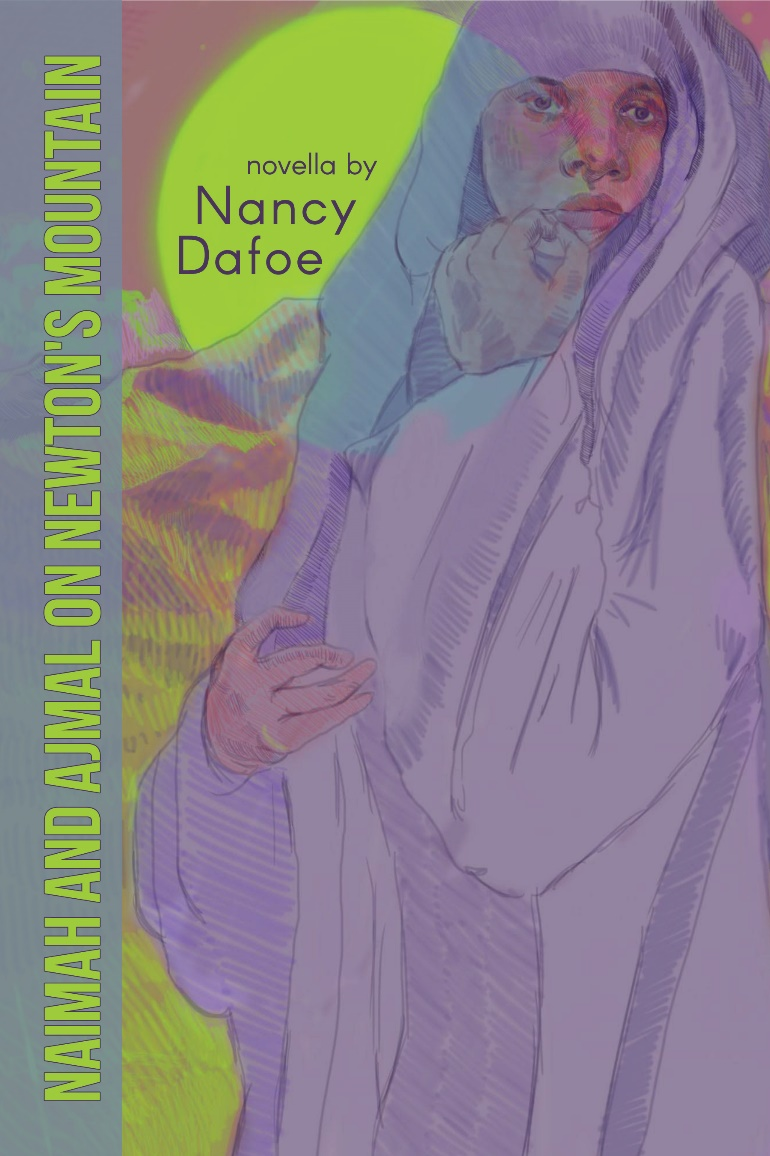 NAIMAH AND AJMAL ON NEWTON'S MOUNTAIN
novella by
Nancy
Dafoe